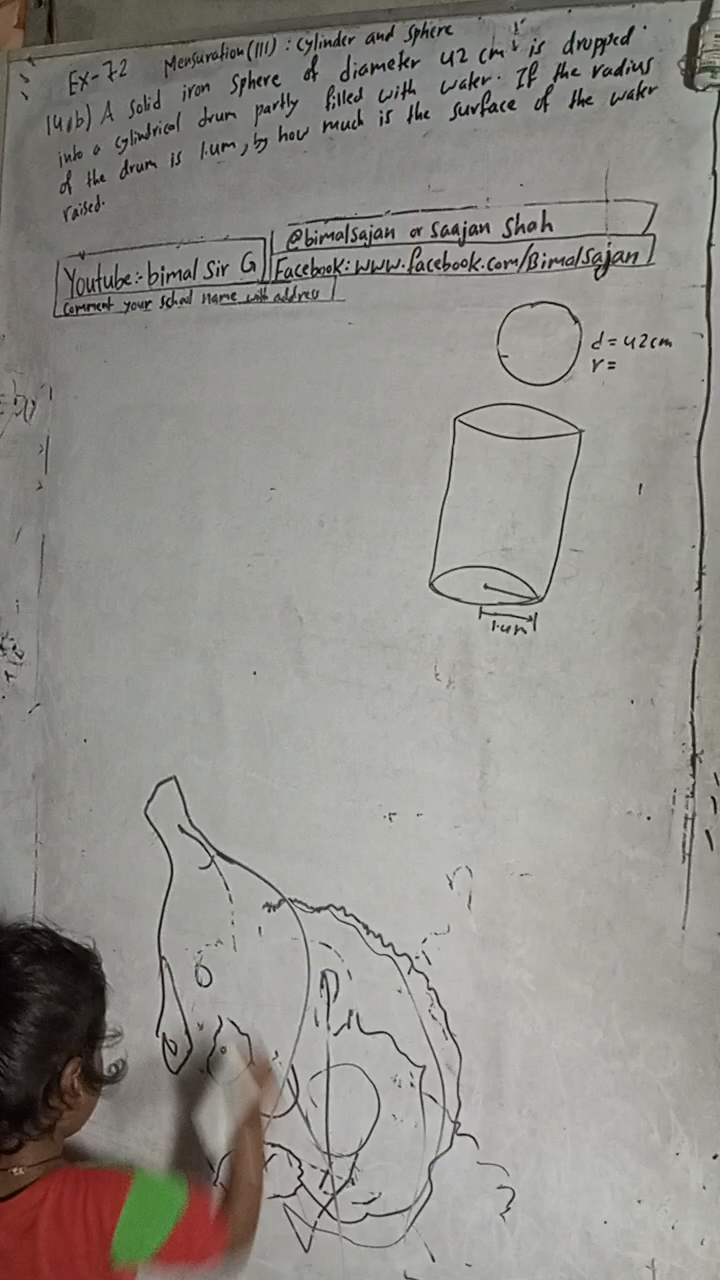 Ex-7.2 Mensuration (III) : cylinder and sphere
14,b) A solid iron sphere of diameter 42 cm is dropped
into a cylindrical drum partly filled with water. If the radius
of the drum is 1.4m, by how much is the surface of the water
raised.
@bimalsajan or Saajan Shah
Youtube:- bimal Sir G
Facebook: www.facebook.com/Bimalsajan
Comment your school name with address
d = 42cm
r =
1.4m